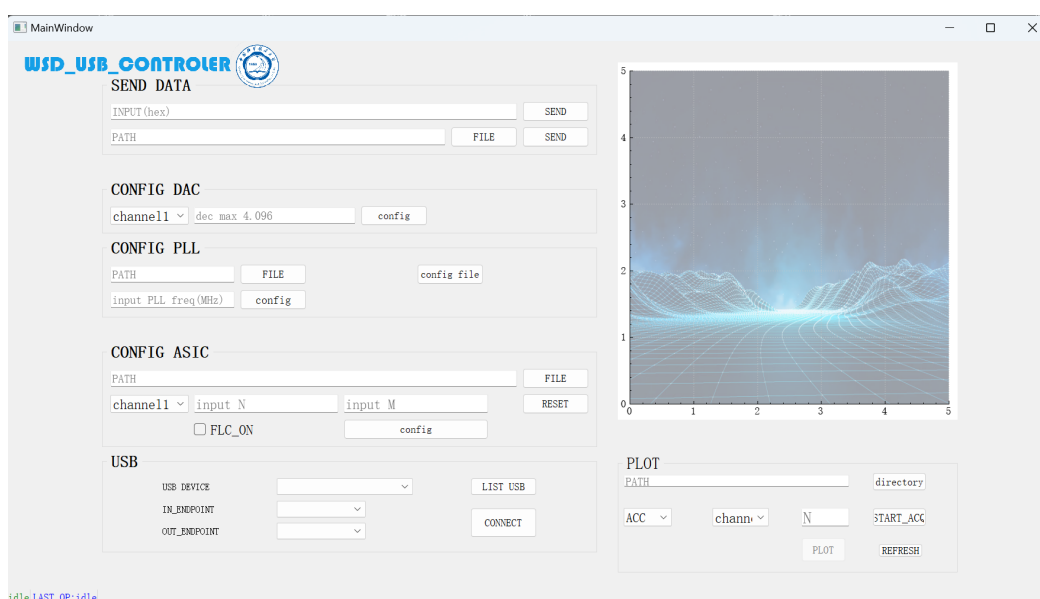 MainWindow
WSD_USB_CONTROLER
SEND DATA
INPUT(hex)
SEND
PATH
FILE
SEND
CONFIG DAC
channel1
dec max 4.096
config
CONFIG PLL
PATH
FILE
config file
input PLL freq(MHz)
config
CONFIG ASIC
PATH
FILE
channel1
input N
input M
RESET
FLC_ON
config
USB
USB DEVICE
LIST USB
IN_ENDPOINT
CONNECT
OUT_ENDPOINT
5
4
3
2
1
0
0 1 2 3 4 5
PLOT
PATH
directory
ACC
chann
N
START_ACQ
PLOT
REFRESH
idle LAST OP:idle